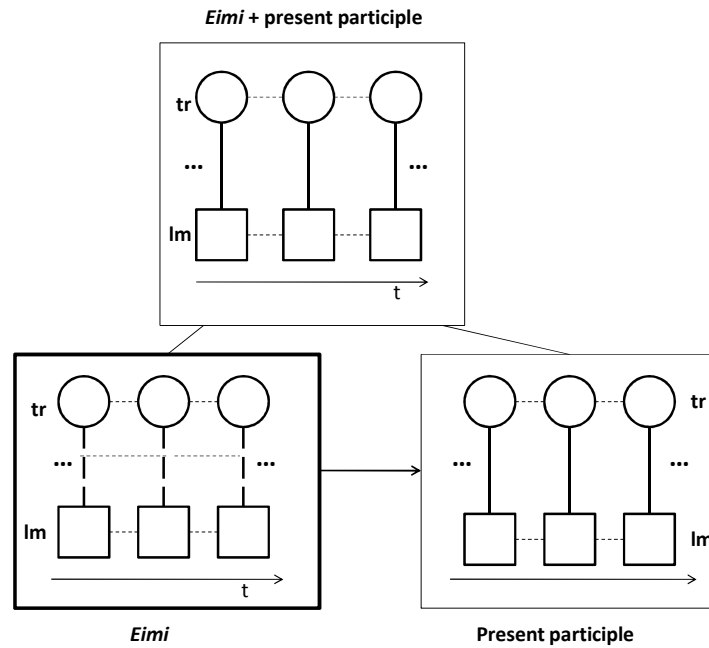 Eimi + present participle
tr
... ...
lm
t
tr tr
... ... ... ...
lm lm
t
Eimi Present participle